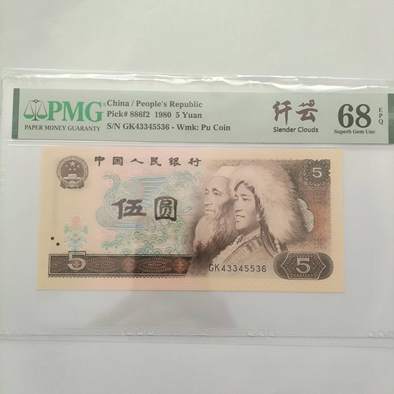 PMG
PAPER MONEY GUARANTY
China / People's Republic
Pick# 886f2 1980 5 Yuan
S/N GK43345536 - Wmk: Pu Coin
纤云
Slender Clouds
68 EPQ
Superb Gem Unc
中国人民银行
5
伍圆
GK43345536
5
5